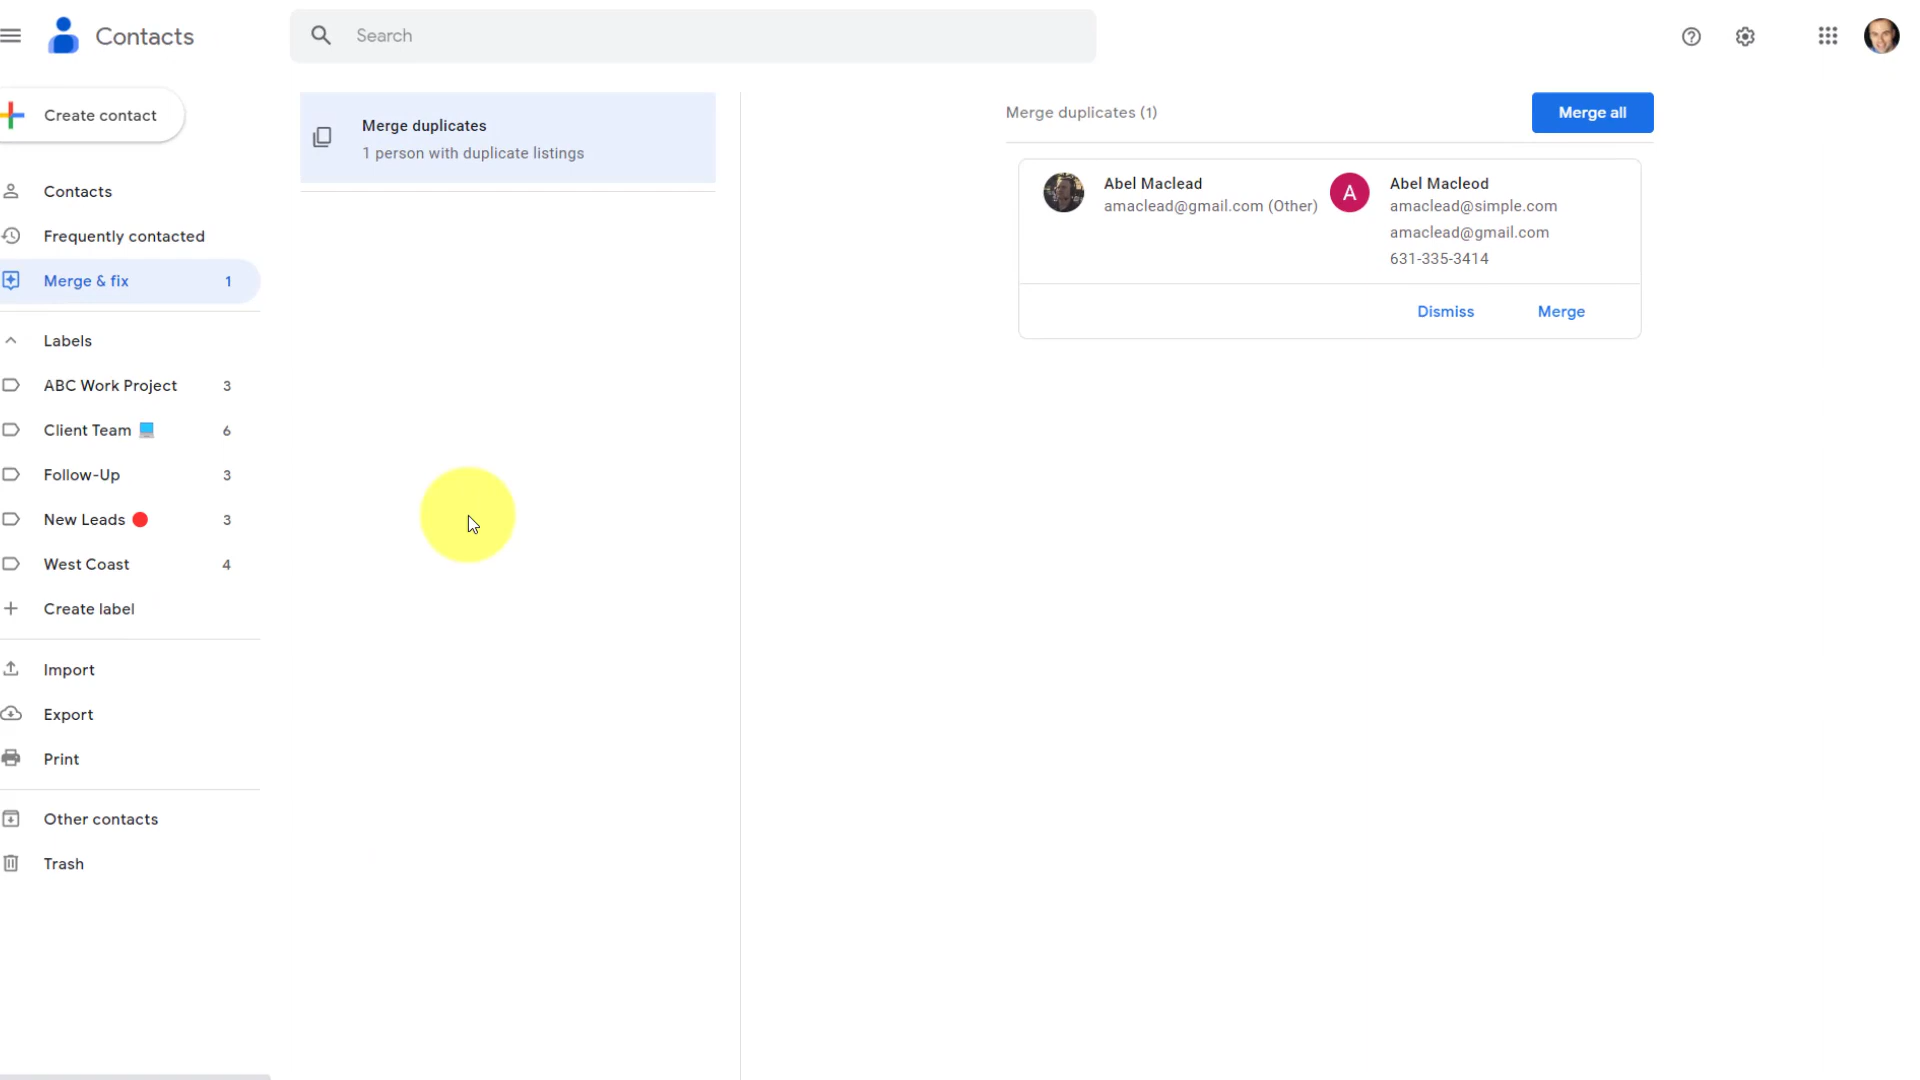 Contacts
Search
Create contact
Contacts
Frequently contacted
Merge & fix 1
Labels
ABC Work Project 3
Client Team 6
Follow-Up 3
New Leads 3
West Coast 4
Create label
Import
Export
Print
Other contacts
Trash
Merge duplicates
1 person with duplicate listings
Merge duplicates (1)
Merge all
Abel Maclead
amaclead@gmail.com (Other)
A
Abel Macleod
amaclead@simple.com
amaclead@gmail.com
631-335-3414
Dismiss
Merge